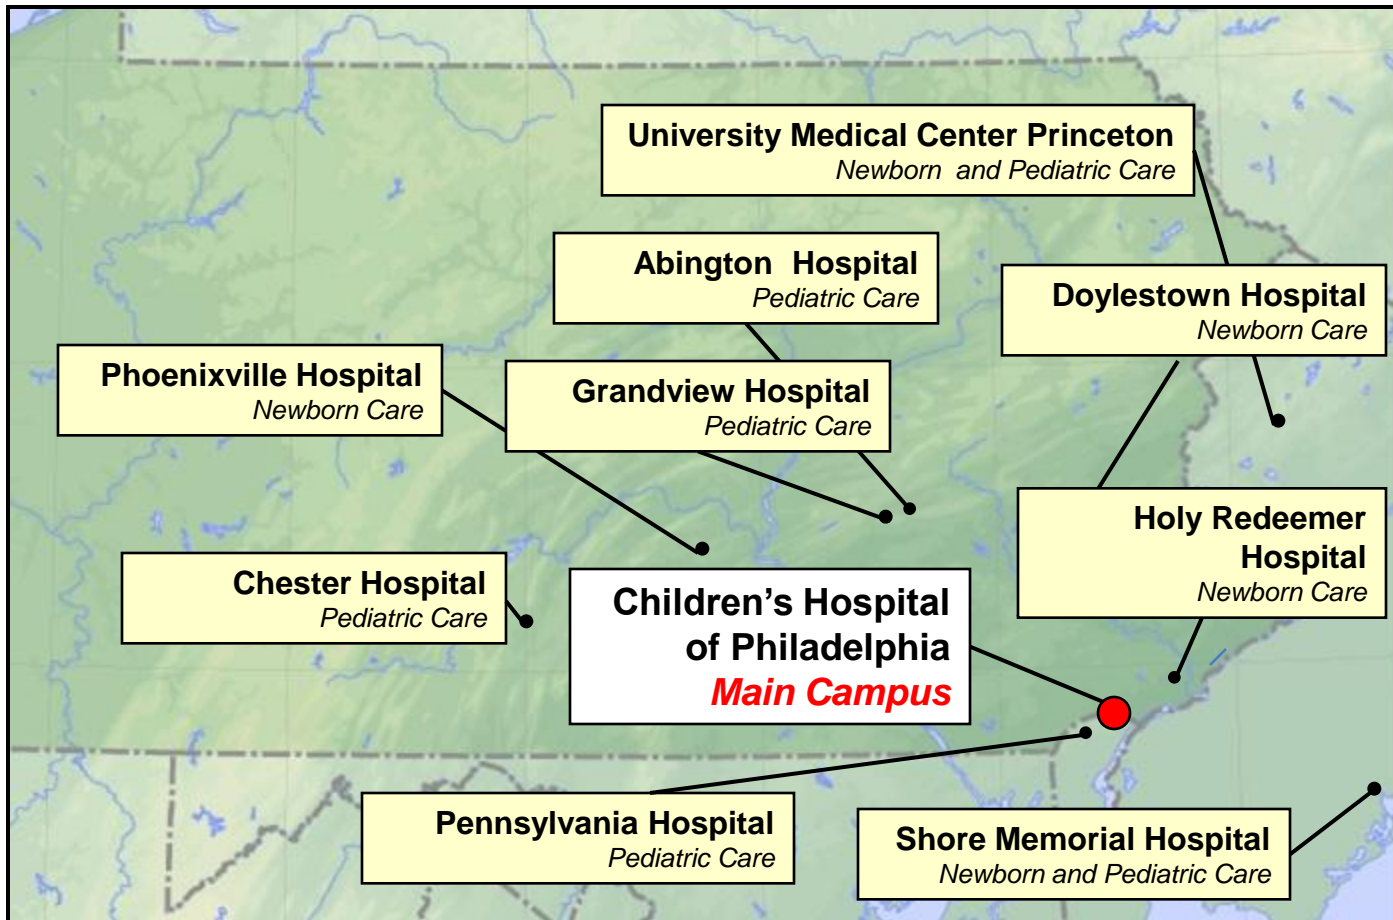 University Medical Center Princeton
Newborn and Pediatric Care
Abington Hospital
Pediatric Care
Doylestown Hospital
Newborn Care
Phoenixville Hospital
Newborn Care
Grandview Hospital
Pediatric Care
Holy Redeemer
Hospital
Newborn Care
Chester Hospital
Pediatric Care
Children’s Hospital
of Philadelphia
Main Campus
Pennsylvania Hospital
Pediatric Care
Shore Memorial Hospital
Newborn and Pediatric Care